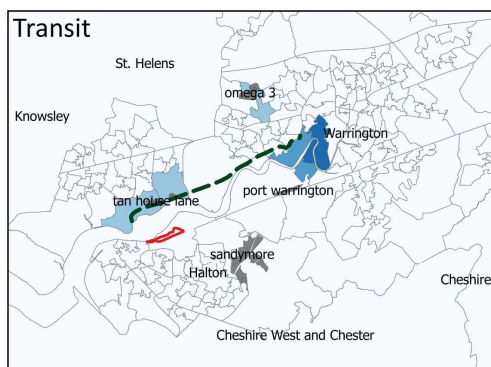 Transit
St. Helens
omega 3
Knowsley
Warrington
port warrington
tan house lane
sandymore
Halton
Cheshire
Cheshire West and Chester